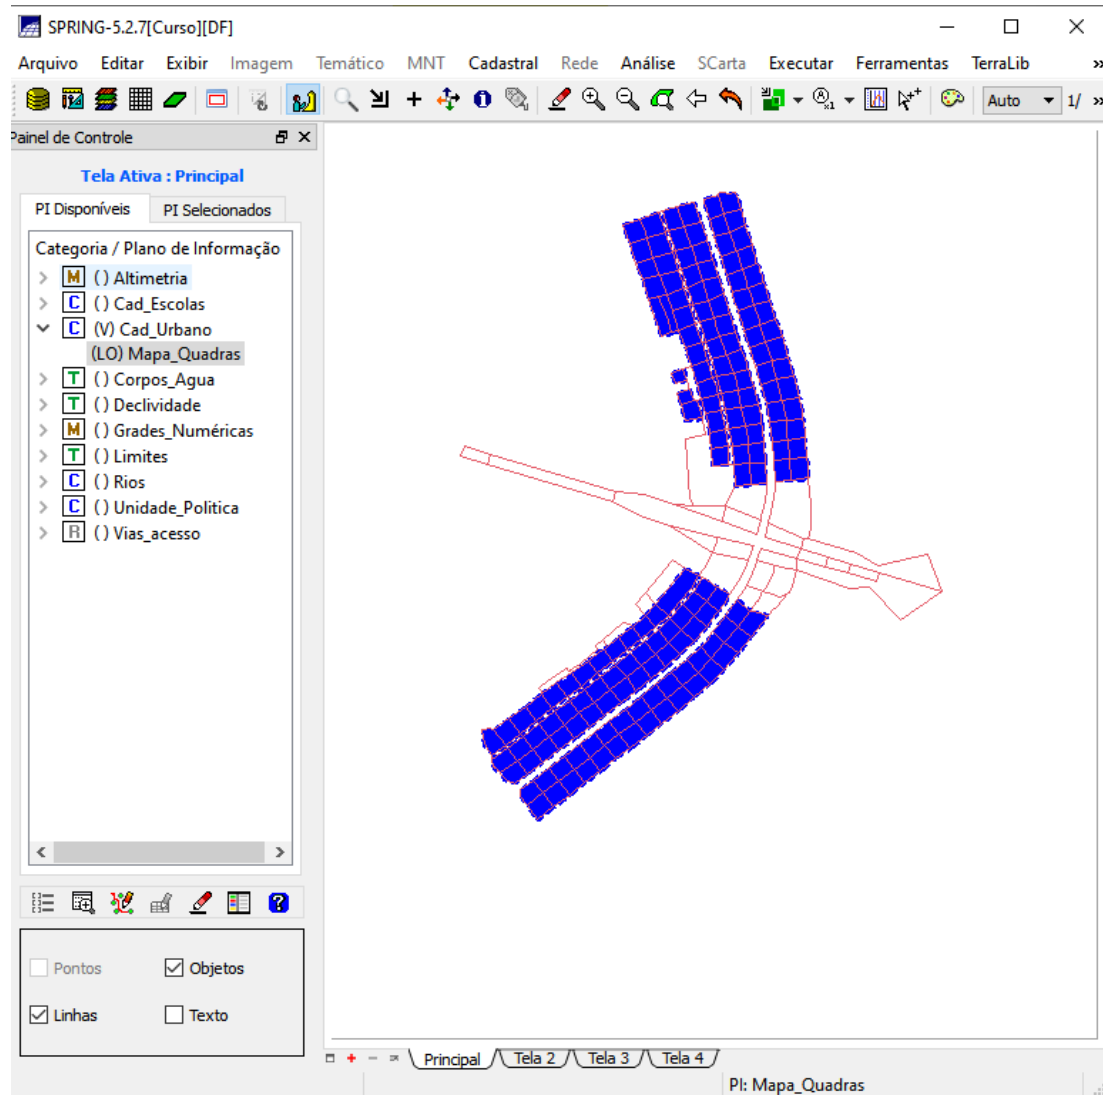 SPRING-5.2.7[Curso][DF]
Arquivo Editar Exibir Imagem Temático MNT Cadastral Rede Análise SCarta Executar Ferramentas TerraLib »
Auto 1/ »
Painel de Controle
Tela Ativa : Principal
PI Disponíveis PI Selecionados
Categoria / Plano de Informação
M () Altimetria
C () Cad_Escolas
C (V) Cad_Urbano
(LO) Mapa_Quadras
T () Corpos_Agua
T () Declividade
M () Grades_Numéricas
T () Limites
C () Rios
C () Unidade_Politica
R () Vias_acesso
Pontos Objetos
Linhas Texto
Principal Tela 2 Tela 3 Tela 4
PI: Mapa_Quadras